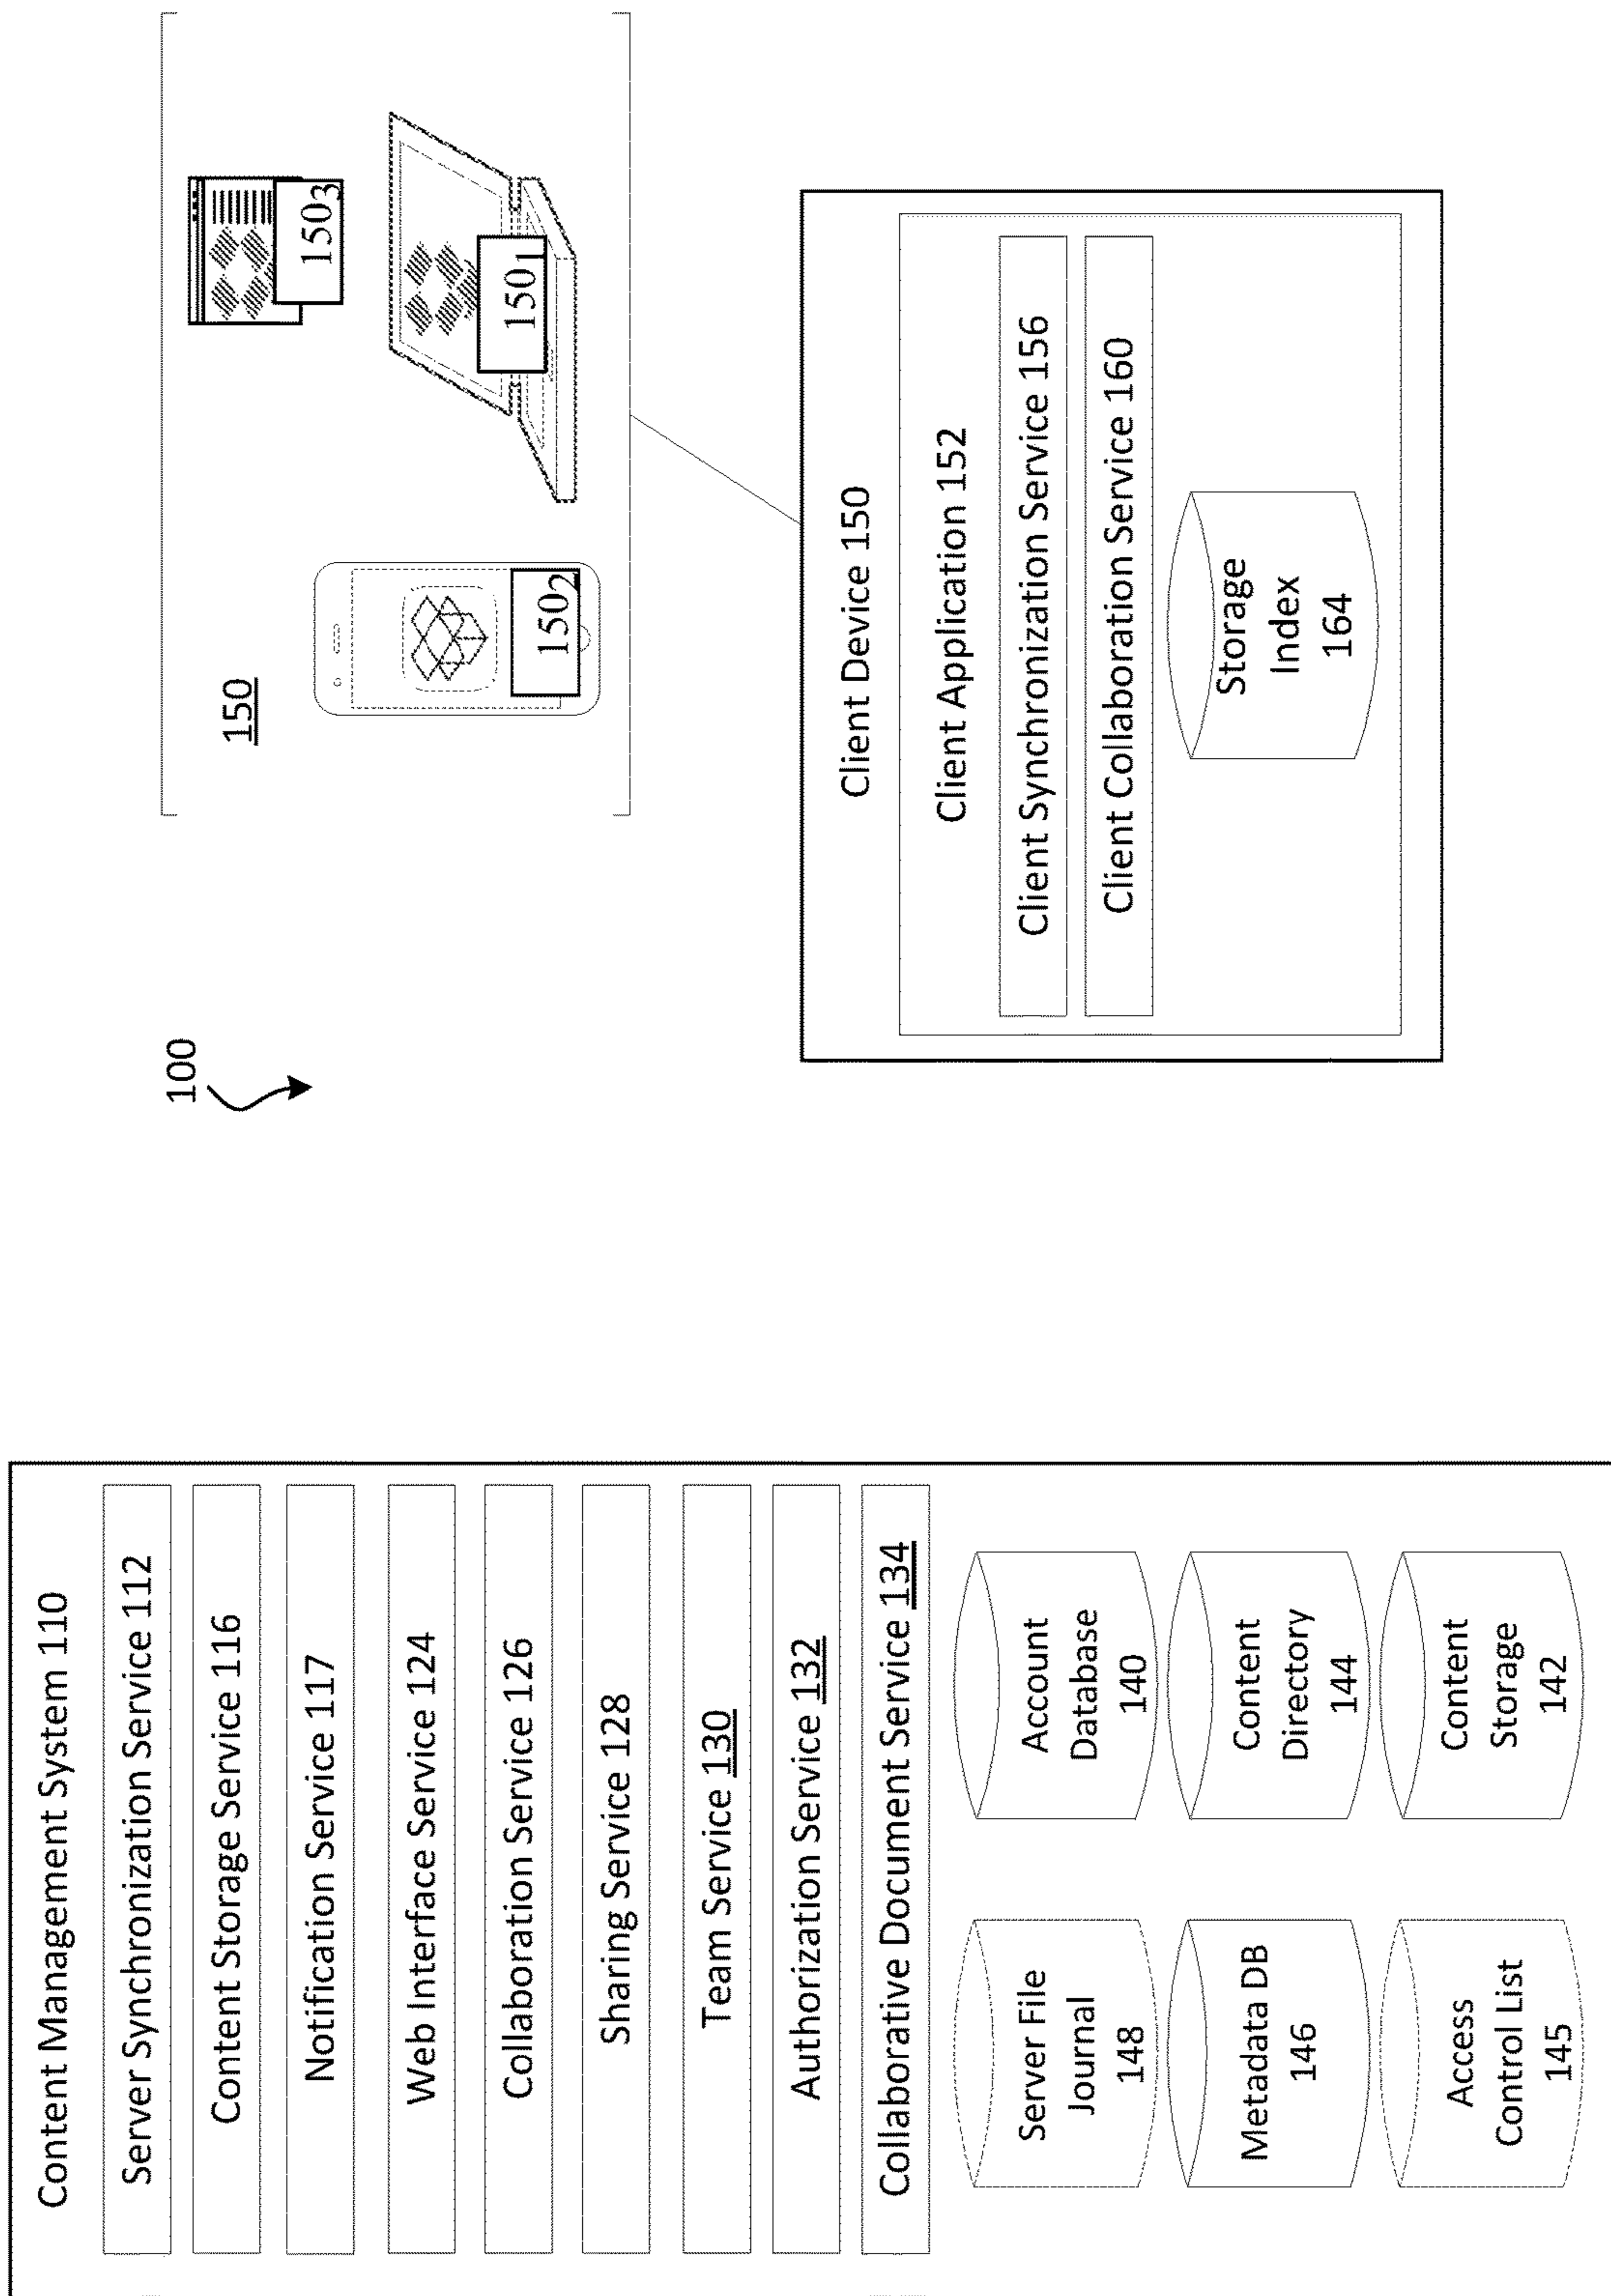 Content Management System 110
Server Synchronization Service 112
Content Storage Service 116
Notification Service 117
Web Interface Service 124
Collaboration Service 126
Sharing Service 128
Team Service 130
Authorization Service 132
Collaborative Document Service 134
Server File
Journal
148
Account
Database
140
Metadata DB
146
Content
Directory
144
Access
Control List
145
Content
Storage
142
100
150
150₂
150₃
150₁
Client Device 150
Client Application 152
Client Synchronization Service 156
Client Collaboration Service 160
Storage
Index
164